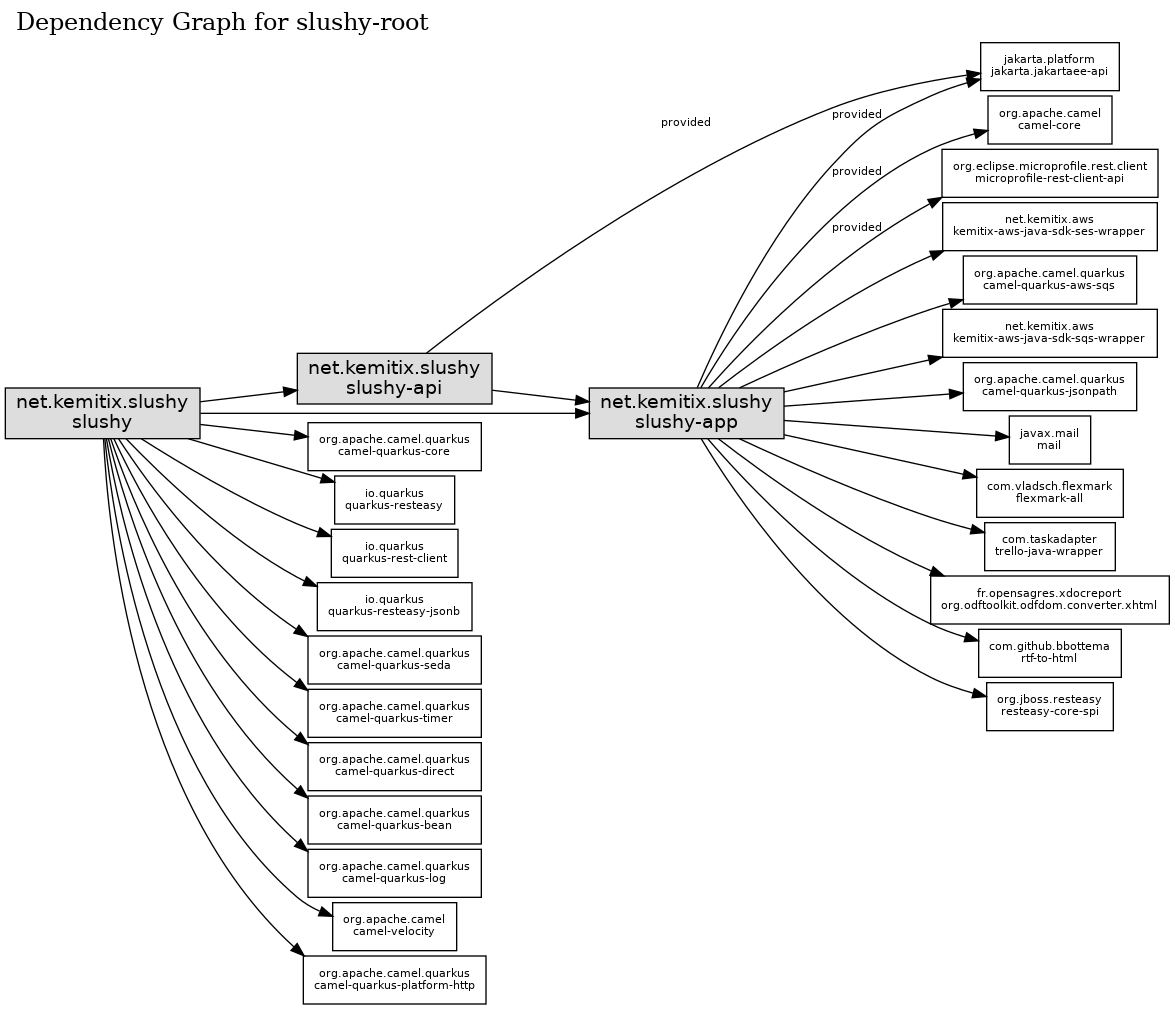 Dependency Graph for slushy-root
jakarta.platform
jakarta.jakartaee-api
provided
provided
org.apache.camel
camel-core
provided
org.eclipse.microprofile.rest.client
microprofile-rest-client-api
provided
net.kemitix.aws
kemitix-aws-java-sdk-ses-wrapper
org.apache.camel.quarkus
camel-quarkus-aws-sqs
net.kemitix.aws
kemitix-aws-java-sdk-sqs-wrapper
net.kemitix.slushy
slushy-api
org.apache.camel.quarkus
camel-quarkus-jsonpath
net.kemitix.slushy
slushy
net.kemitix.slushy
slushy-app
javax.mail
mail
org.apache.camel.quarkus
camel-quarkus-core
com.vladsch.flexmark
flexmark-all
io.quarkus
quarkus-resteasy
com.taskadapter
trello-java-wrapper
io.quarkus
quarkus-rest-client
fr.opensagres.xdocreport
org.odftoolkit.odfdom.converter.xhtml
io.quarkus
quarkus-resteasy-jsonb
com.github.bbottema
rtf-to-html
org.apache.camel.quarkus
camel-quarkus-seda
org.jboss.resteasy
resteasy-core-spi
org.apache.camel.quarkus
camel-quarkus-timer
org.apache.camel.quarkus
camel-quarkus-direct
org.apache.camel.quarkus
camel-quarkus-bean
org.apache.camel.quarkus
camel-quarkus-log
org.apache.camel
camel-velocity
org.apache.camel.quarkus
camel-quarkus-platform-http